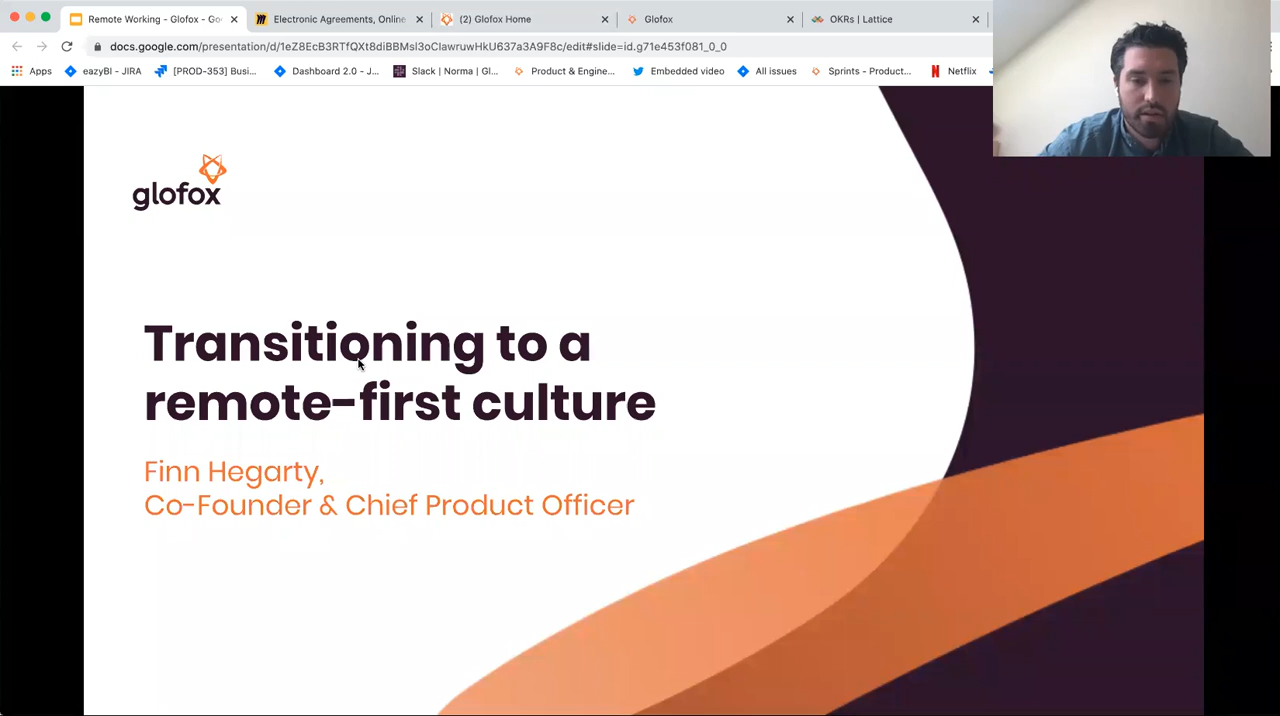 Remote Working - Glofox - Go
Electronic Agreements, Online
(2) Glofox Home
Glofox
OKRs | Lattice
docs.google.com/presentation/d/1eZ8EcB3RTfQXt8diBBMsl3oClawruwHkU637a3A9F8c/edit#slide=id.g71e453f081_0_0
Apps
eazyBI - JIRA
[PROD-353] Busi...
Dashboard 2.0 - J...
Slack | Norma | Gl...
Product & Engine...
Embedded video
All issues
Sprints - Product...
Netflix
glofox
Transitioning to a
remote-first culture
Finn Hegarty,
Co-Founder & Chief Product Officer